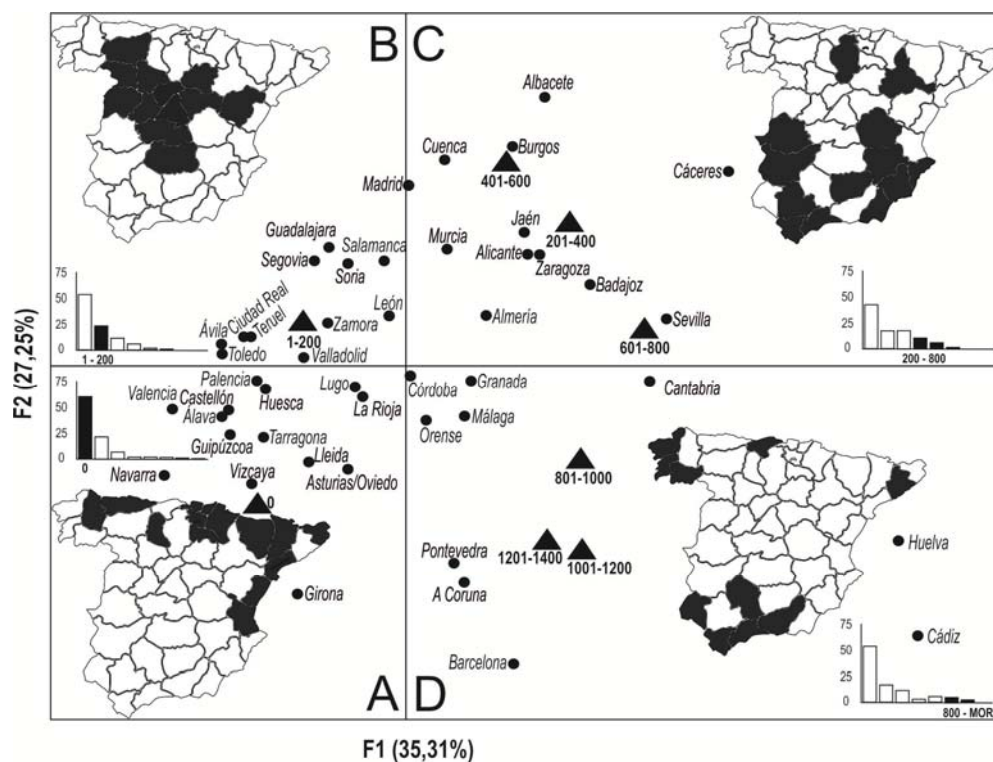 B
C
Albacete
Burgos
Cuenca
401-600
Cáceres
Madrid
Jaén
201-400
Murcia
Alicante
Zaragoza
Badajoz
Guadalajara
Salamanca
Segovia
Soria
León
75
50
25
0
1 - 200
Ciudad Real
Ávila
Teruel
1-200
Zamora
Toledo
Valladolid
Almería
Sevilla
601-800
75
50
25
0
200 - 800
F2 (27,25%)
75
50
25
0
0
Palencia
Lugo
Valencia
Castellón
Huesca
La Rioja
Álava
Guipúzcoa
Tarragona
Lleida
Navarra
Vizcaya
Asturias/Oviedo
0
Girona
A
Córdoba
Granada
Cantabria
Orense
Málaga
801-1000
Pontevedra
1201-1400
1001-1200
Huelva
A Coruna
Barcelona
Cádiz
75
50
25
0
800 - MOR
D
F1 (35,31%)